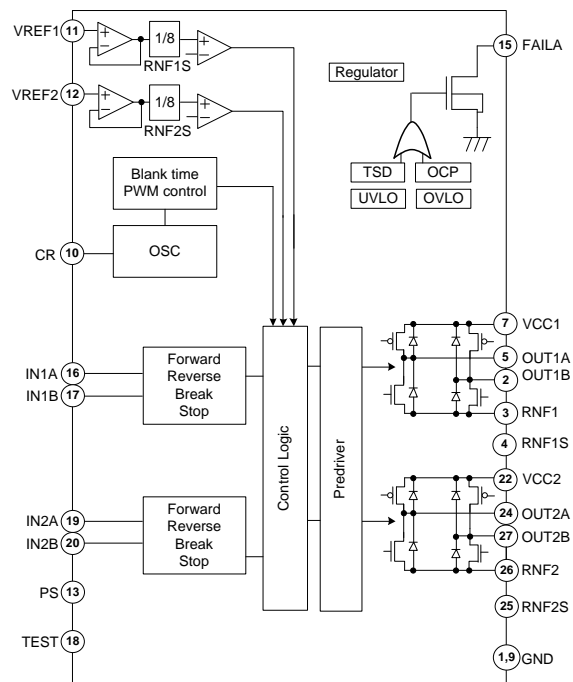 VREF1
11
1/8
RNF1S
VREF2
12
1/8
RNF2S
Blank time
PWM control
OSC
CR
10
15
FAILA
Regulator
TSD
OCP
UVLO
OVLO
IN1A
16
IN1B
17
Forward
Reverse
Break
Stop
IN2A
19
IN2B
20
Forward
Reverse
Break
Stop
PS
13
TEST
18
Control Logic
Predriver
7
VCC1
5
OUT1A
2
OUT1B
3
RNF1
4
RNF1S
22
VCC2
24
OUT2A
27
OUT2B
26
RNF2
25
RNF2S
1,9
GND